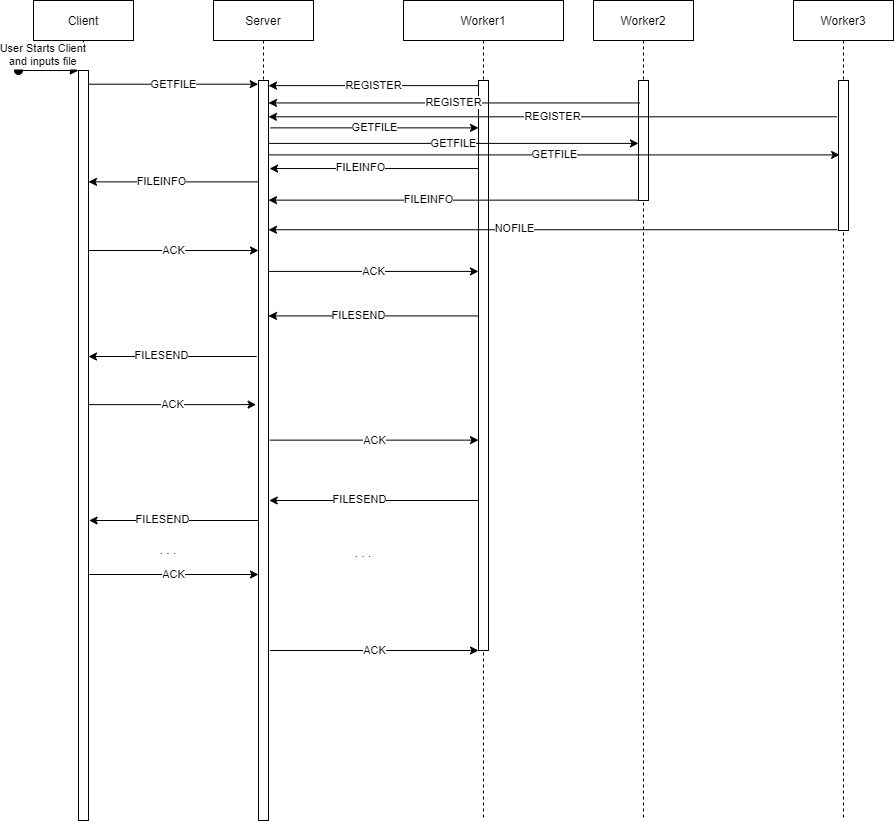 Client
Server
Worker1
Worker2
Worker3
User Starts Client
and inputs file
GETFILE
REGISTER
REGISTER
REGISTER
GETFILE
GETFILE
GETFILE
FILEINFO
FILEINFO
FILEINFO
NOFILE
ACK
ACK
FILESEND
FILESEND
ACK
ACK
FILESEND
FILESEND
. . .
. . .
ACK
ACK